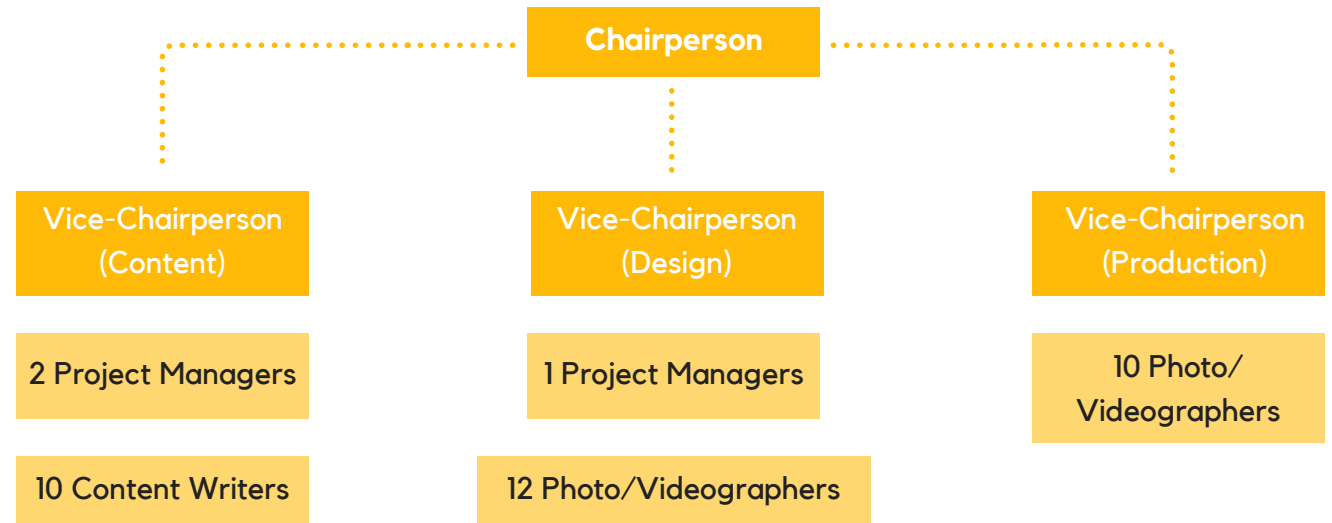 Chairperson
Vice-Chairperson
(Content)
Vice-Chairperson
(Design)
Vice-Chairperson
(Production)
2 Project Managers
1 Project Managers
10 Photo/
Videographers
10 Content Writers
12 Photo/Videographers